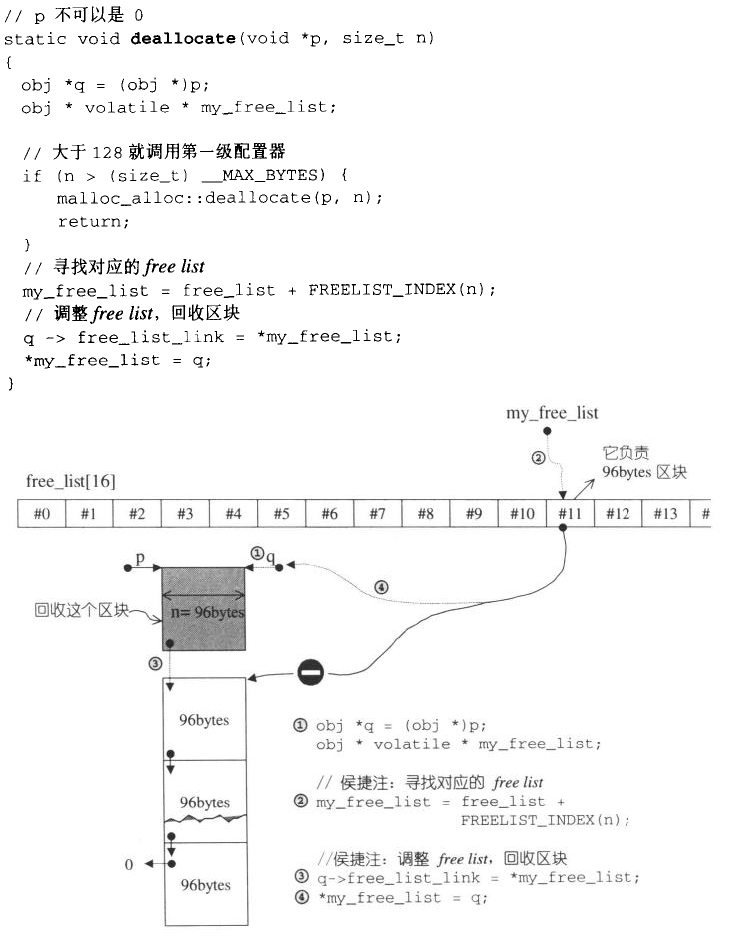 // p 不可以是 0
static void deallocate(void *p, size_t n)
{
obj *q = (obj *)p;
obj * volatile * my_free_list;
// 大于 128 就调用第一级配置器
if (n > (size_t) __MAX_BYTES) {
malloc_alloc::deallocate(p, n);
return;
}
// 寻找对应的 free list
my_free_list = free_list + FREELIST_INDEX(n);
// 调整 free list，回收区块
q -> free_list_link = *my_free_list;
*my_free_list = q;
}
my_free_list
②
它负责
96bytes 区块
free_list[16]
#0 #1 #2 #3 #4 #5 #6 #7 #8 #9 #10 #11 #12 #13 #
p ① q
④
回收这个区块
n= 96bytes
③
96bytes
96bytes
0
96bytes
① obj *q = (obj *)p;
obj * volatile * my_free_list;
// 侯捷注：寻找对应的 free list
② my_free_list = free_list +
FREELIST_INDEX(n);
//侯捷注：调整 free list，回收区块
③ q->free_list_link = *my_free_list;
④ *my_free_list = q;